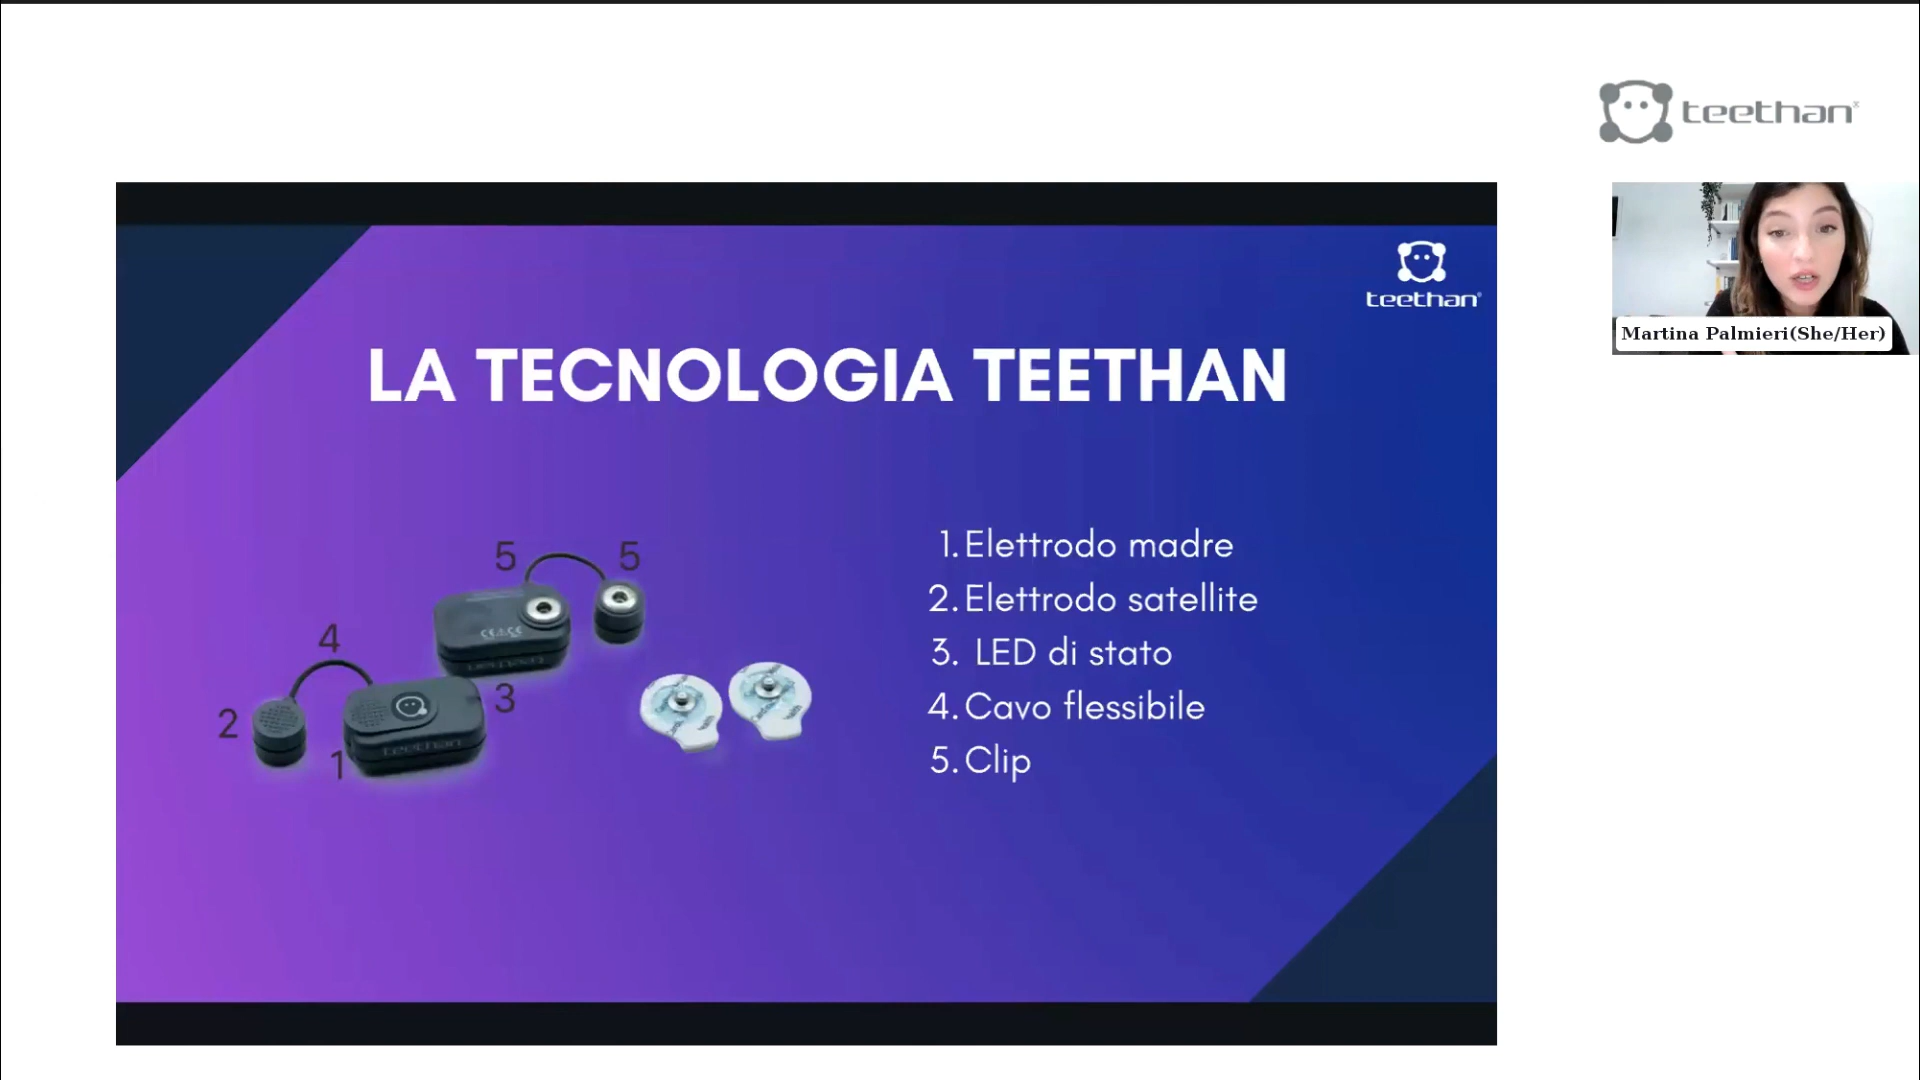 teethan®
teethan®
Martina Palmieri(She/Her)
LA TECNOLOGIA TEETHAN
5 5
4
3
2
1
teethan
1. Elettrodo madre
2. Elettrodo satellite
3. LED di stato
4. Cavo flessibile
5. Clip